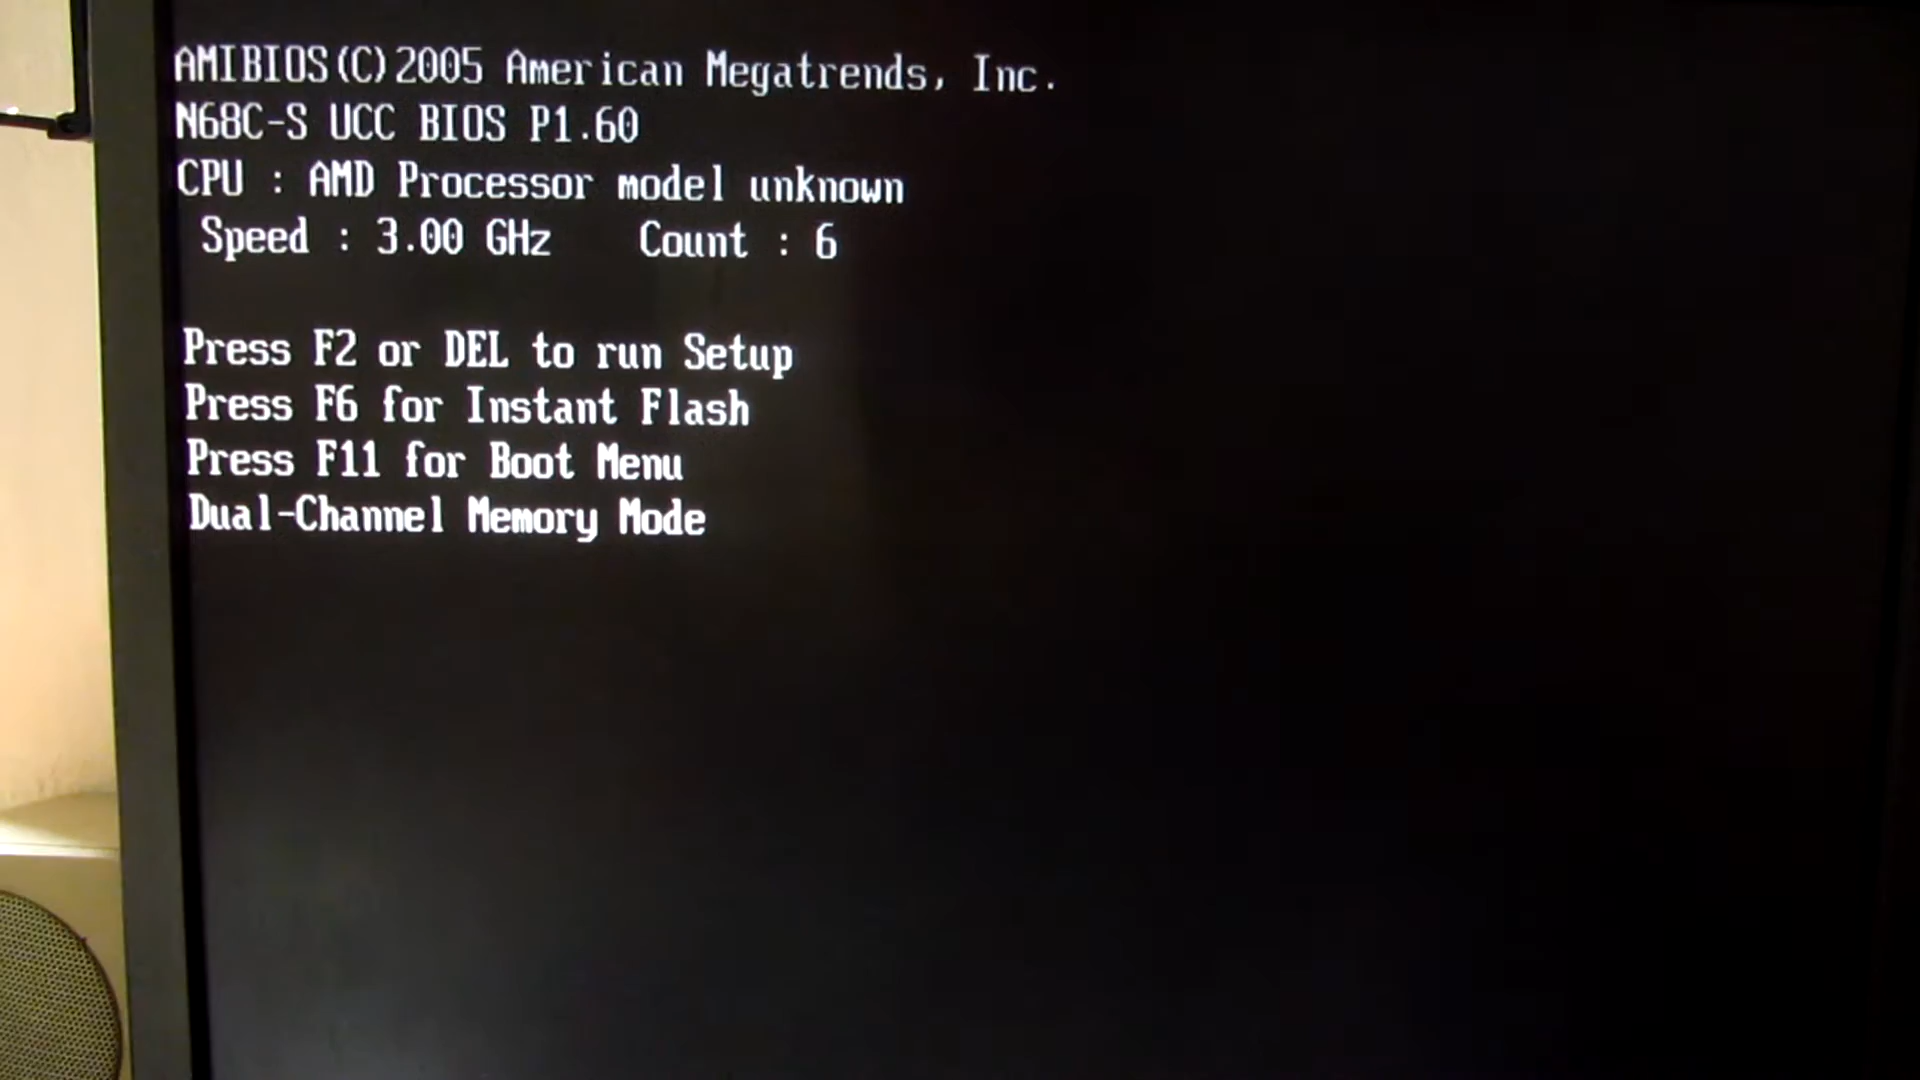 AMIBIOS(C)2005 American Megatrends, Inc.
N68C-S UCC BIOS P1.60
CPU : AMD Processor model unknown
Speed : 3.00 GHz    Count : 6
Press F2 or DEL to run Setup
Press F6 for Instant Flash
Press F11 for Boot Menu
Dual-Channel Memory Mode